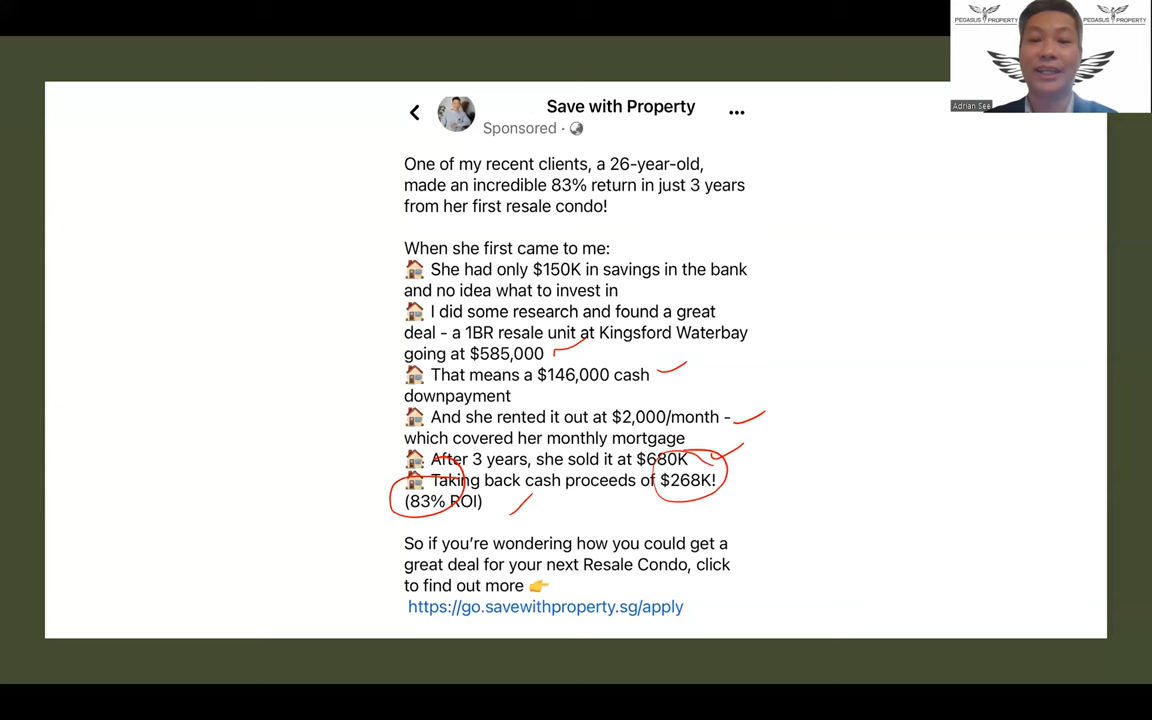 PEGASUS PROPERTY
PEGASUS PROPERTY
Adrian See
Save with Property
Sponsored ·
One of my recent clients, a 26-year-old,
made an incredible 83% return in just 3 years
from her first resale condo!
When she first came to me:
🏠 She had only $150K in savings in the bank
and no idea what to invest in
🏠 I did some research and found a great
deal - a 1BR resale unit at Kingsford Waterbay
going at $585,000
🏠 That means a $146,000 cash
downpayment
🏠 And she rented it out at $2,000/month -
which covered her monthly mortgage
🏠 After 3 years, she sold it at $680K
🏠 Taking back cash proceeds of $268K!
(83% ROI)
So if you’re wondering how you could get a
great deal for your next Resale Condo, click
to find out more 👉
https://go.savewithproperty.sg/apply